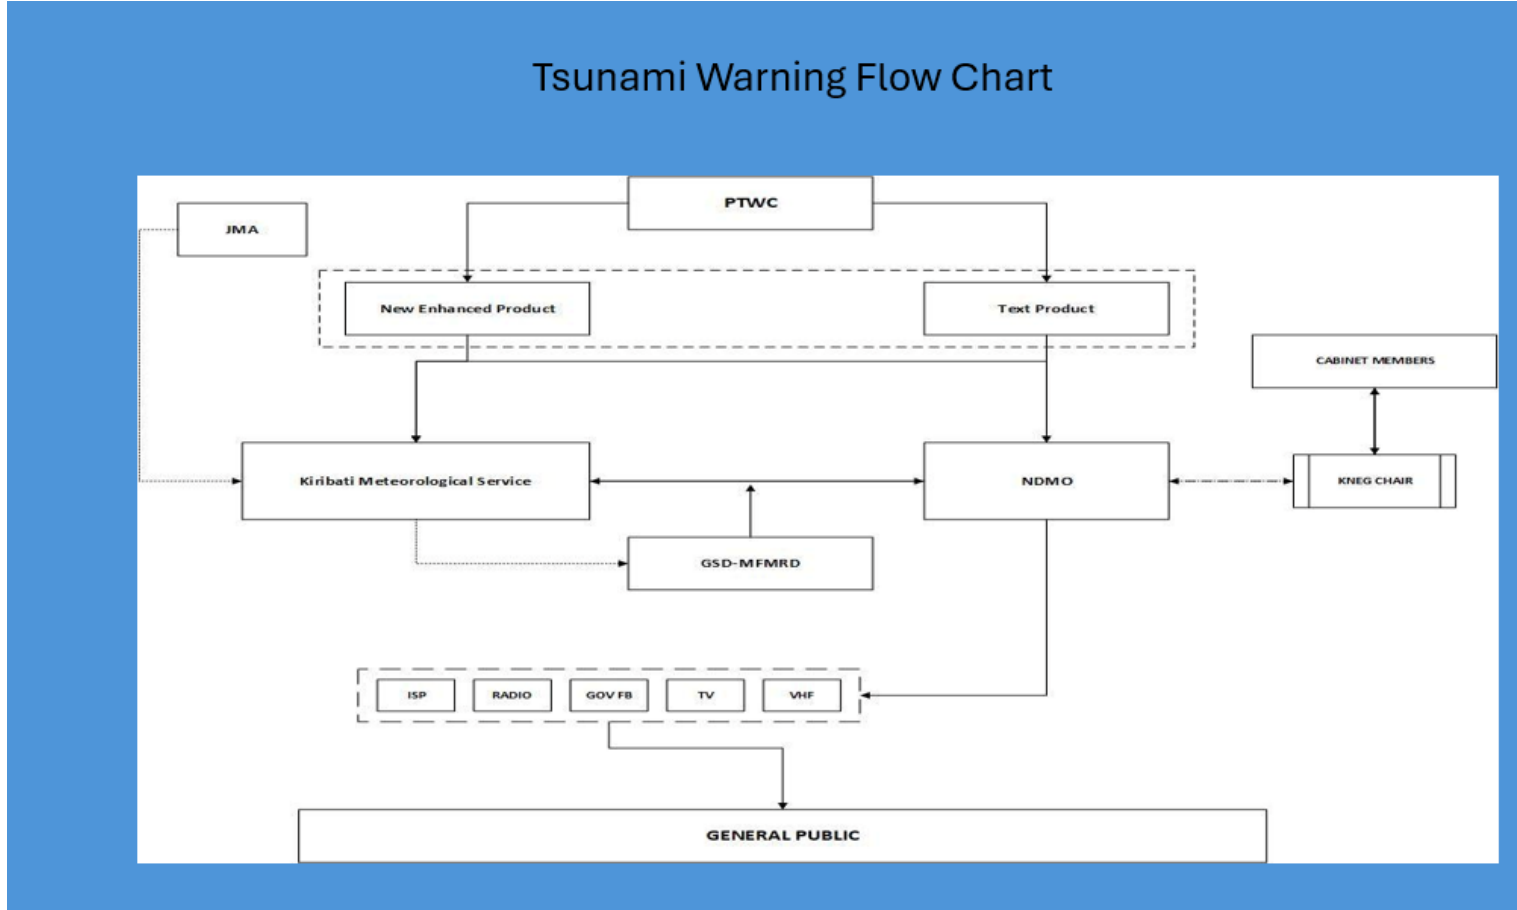 Tsunami Warning Flow Chart
PTWC
JMA
New Enhanced Product
Text Product
CABINET MEMBERS
Kiribati Meteorological Service
NDMO
KNEG CHAIR
GSD-MFMRD
ISP
RADIO
GOV FB
TV
VHF
GENERAL PUBLIC